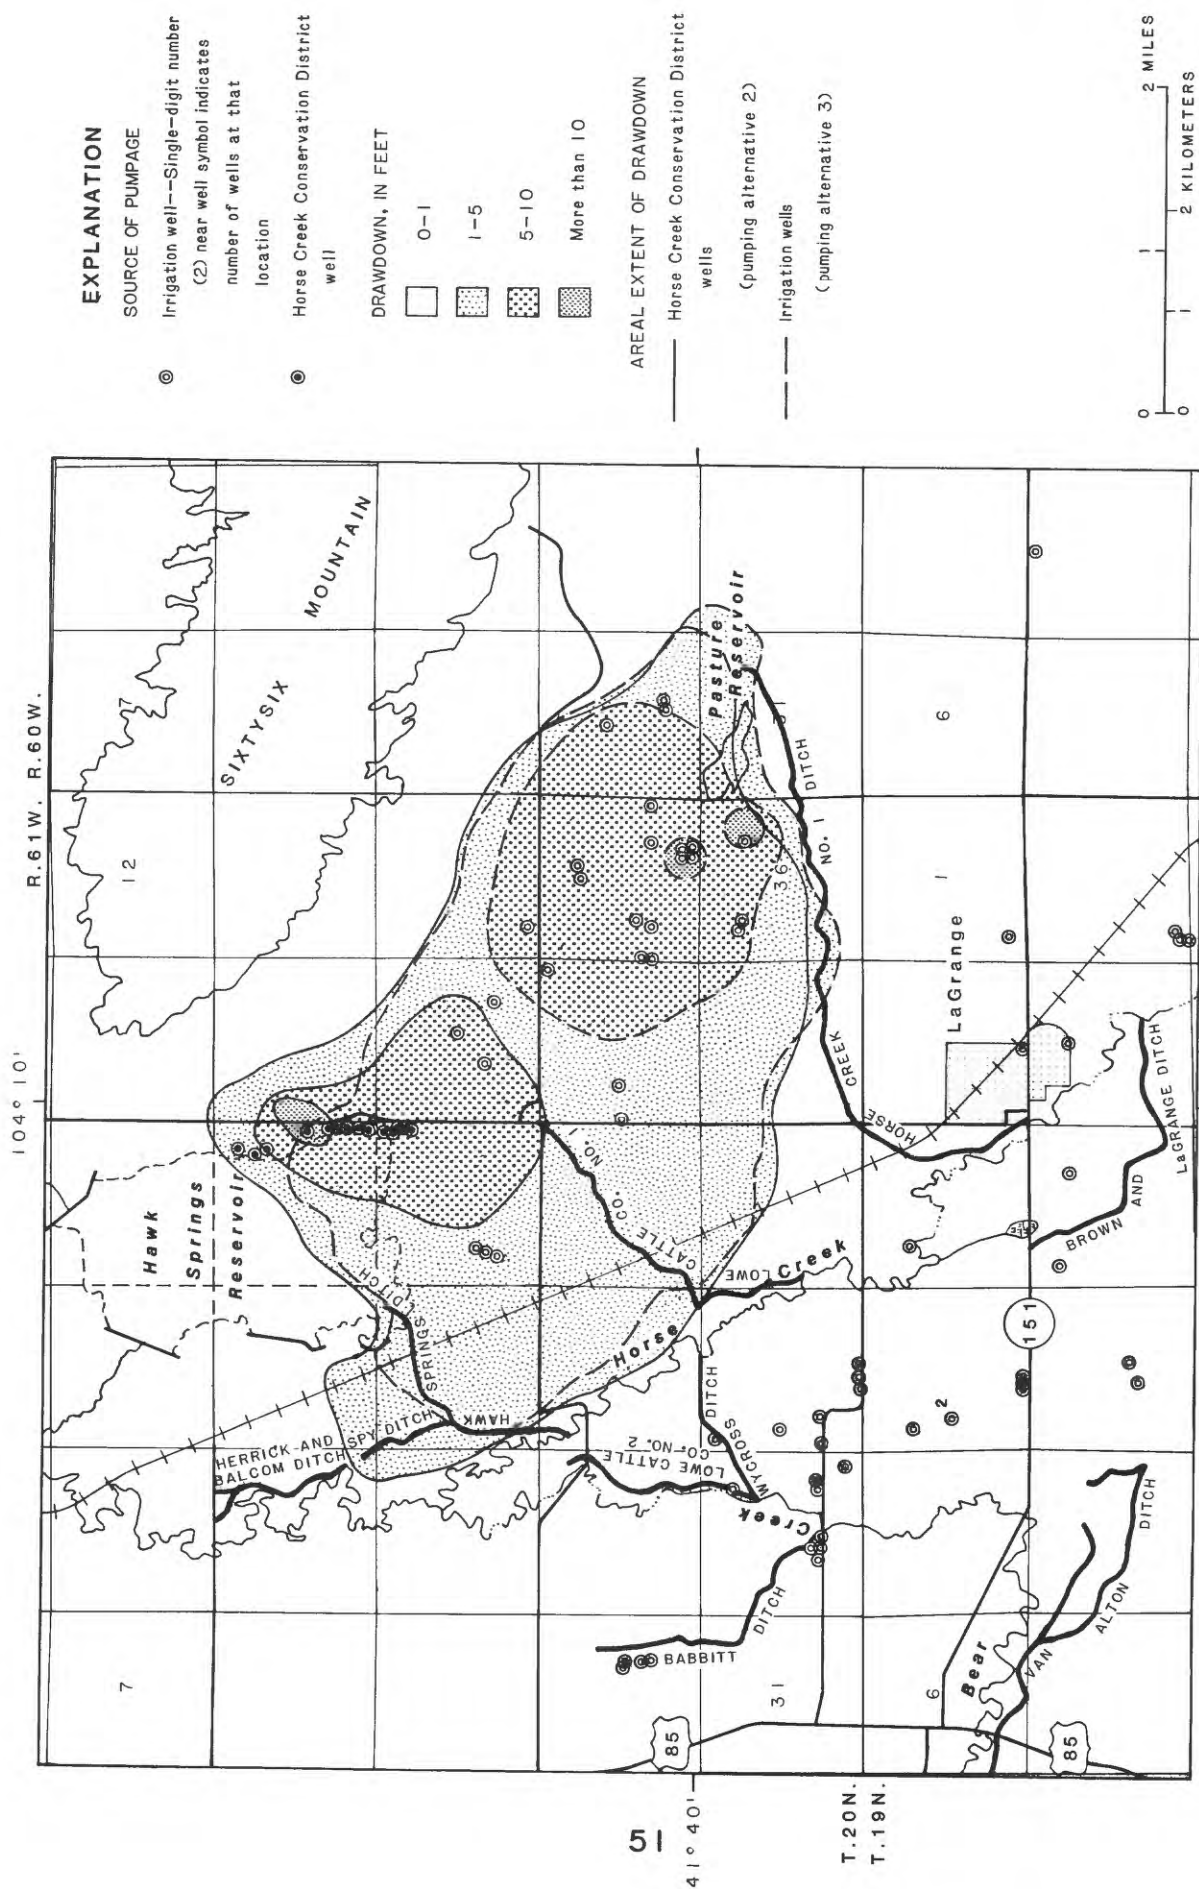 EXPLANATION
SOURCE OF PUMPAGE
Irrigation well--Single-digit number
(2) near well symbol indicates
number of wells at that
location
Horse Creek Conservation District
well
DRAWDOWN, IN FEET
0-1
1-5
5-10
More than 10
AREAL EXTENT OF DRAWDOWN
Horse Creek Conservation District
wells
(pumping alternative 2)
Irrigation wells
(pumping alternative 3)
0 1 2 MILES
0 1 2 KILOMETERS
104° 10'
R.61W. R.60W.
41° 40'
T.20N.
T.19N.
7
12
7
SIXTYSIX
MOUNTAIN
Hawk
Springs
Reservoir
HERRICK AND
BALCOM DITCH
SPY DITCH
HAWK
SPRINGS
DITCH
Horse
Creek
LOWE
CATTLE
CO.
NO. 1
Pasture
Reservoir
HORSE
CREEK
NO. 1
DITCH
36
31
LOWE CATTLE
CO. NO. 2
DITCH
WYCROSS
DITCH
Creek
BABBITT
DITCH
31
85
6
Bear
VAN
ALTON
DITCH
85
2
151
BROWN
AND
LaGRANGE DITCH
LaGrange
1
6
51